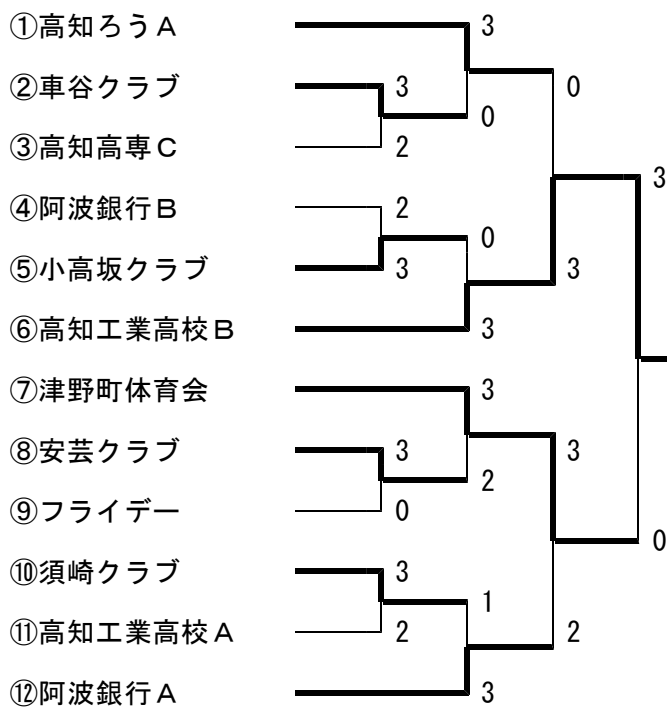 ①高知ろうA 3
②車谷クラブ 3 0
0
③高知高専C 2
3
④阿波銀行B 2
0
⑤小高坂クラブ 3 3
⑥高知工業高校B 3
⑦津野町体育会 3
⑧安芸クラブ 3 3
2
⑨フライデー 0
0
⑩須崎クラブ 3
1
⑪高知工業高校A 2 2
⑫阿波銀行A 3